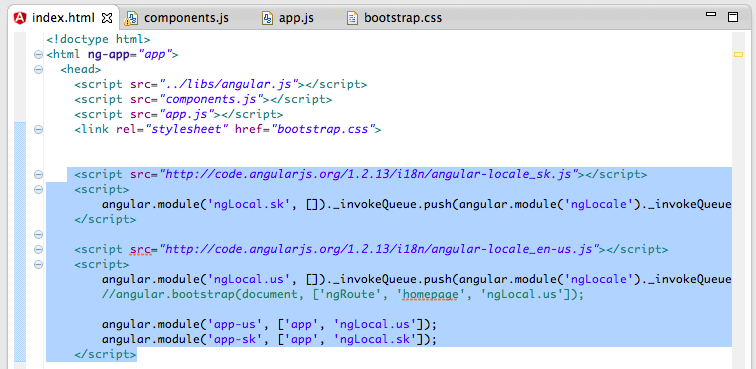 index.html components.js app.js bootstrap.css
<!doctype html>
<html ng-app="app">
<head>
<script src="../libs/angular.js"></script>
<script src="components.js"></script>
<script src="app.js"></script>
<link rel="stylesheet" href="bootstrap.css">
<script src="http://code.angularjs.org/1.2.13/i18n/angular-locale_sk.js"></script>
<script>
angular.module('ngLocal.sk', [])._invokeQueue.push(angular.module('ngLocale')._invokeQueue
</script>
<script src="http://code.angularjs.org/1.2.13/i18n/angular-locale_en-us.js"></script>
<script>
angular.module('ngLocal.us', [])._invokeQueue.push(angular.module('ngLocale')._invokeQueue
//angular.bootstrap(document, ['ngRoute', 'homepage', 'ngLocal.us']);
angular.module('app-us', ['app', 'ngLocal.us']);
angular.module('app-sk', ['app', 'ngLocal.sk']);
</script>